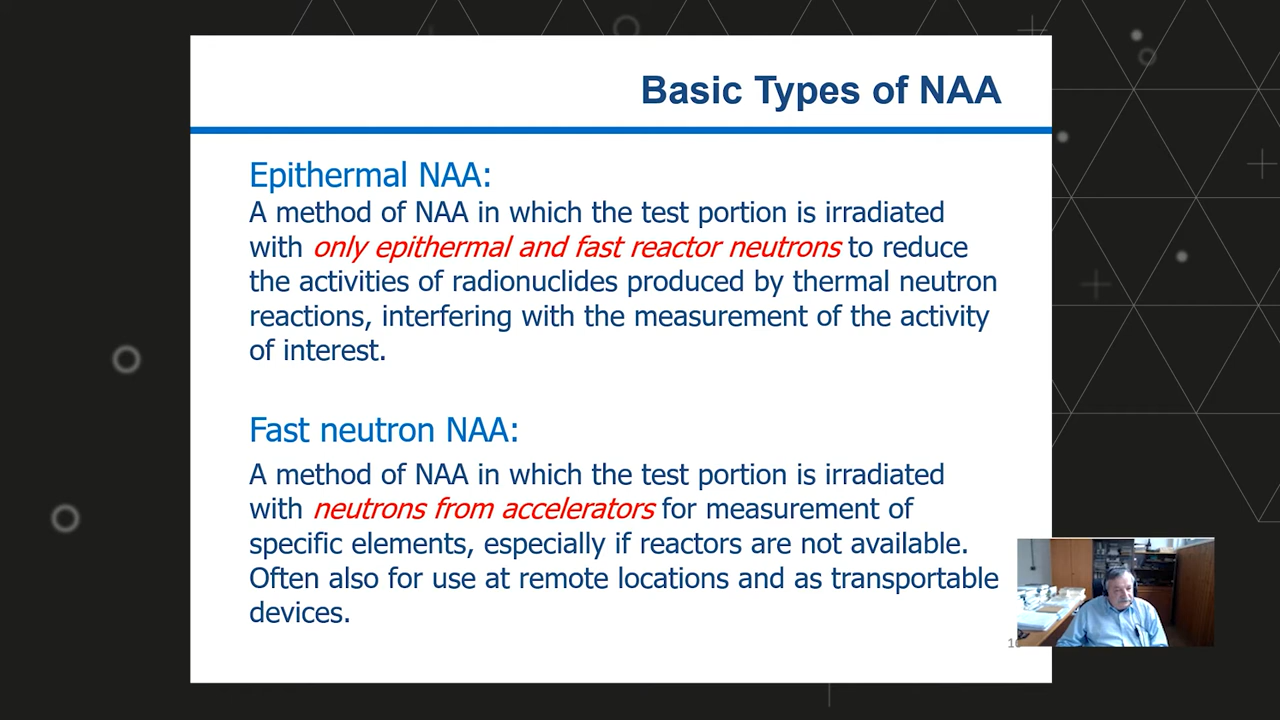 Basic Types of NAA
Epithermal NAA:
A method of NAA in which the test portion is irradiated
with only epithermal and fast reactor neutrons to reduce
the activities of radionuclides produced by thermal neutron
reactions, interfering with the measurement of the activity
of interest.
Fast neutron NAA:
A method of NAA in which the test portion is irradiated
with neutrons from accelerators for measurement of
specific elements, especially if reactors are not available.
Often also for use at remote locations and as transportable
devices.